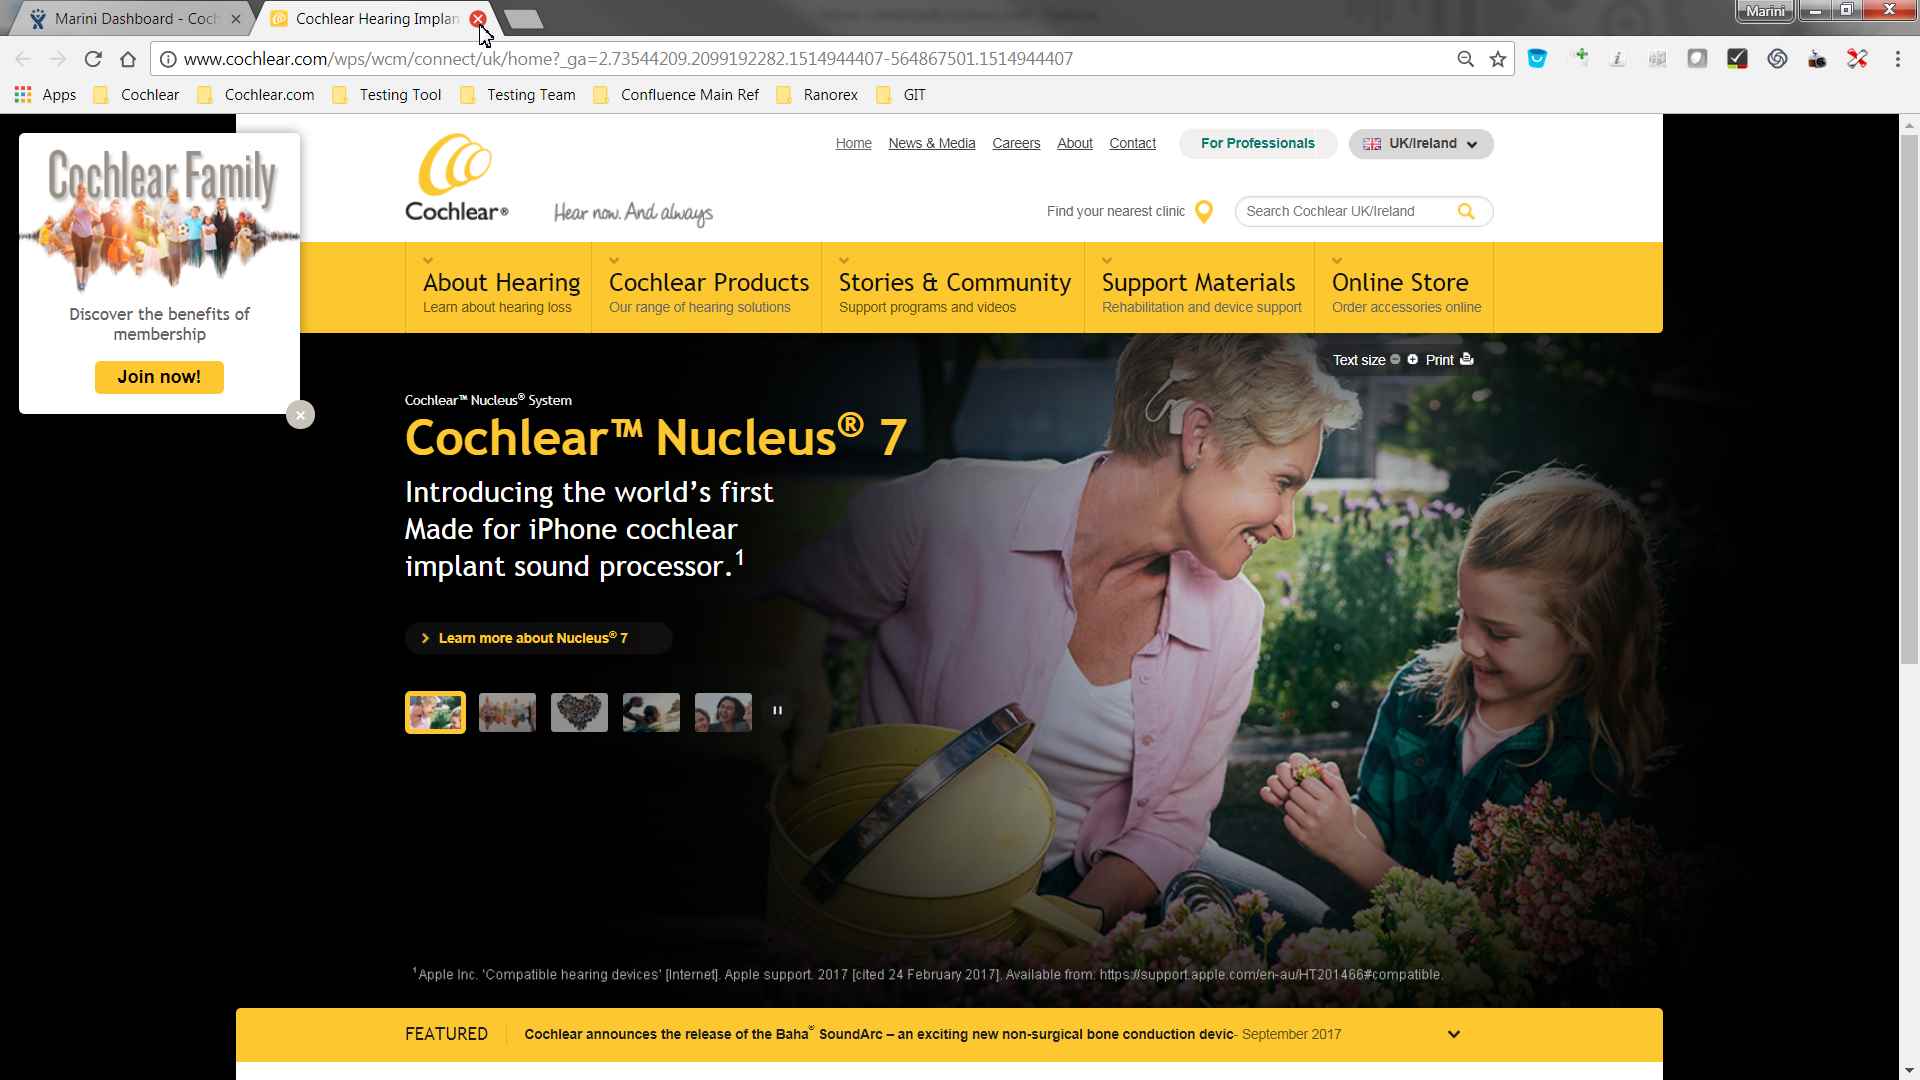 Marini Dashboard - Coch
Cochlear Hearing Implan
Marini
www.cochlear.com/wps/wcm/connect/uk/home?_ga=2.73544209.2099192282.1514944407-564867501.1514944407
Apps Cochlear Cochlear.com Testing Tool Testing Team Confluence Main Ref Ranorex GIT
Cochlear Family
Discover the benefits of
membership
Join now!
Cochlear®
Hear now. And always
Home News & Media Careers About Contact For Professionals UK/Ireland
Find your nearest clinic
Search Cochlear UK/Ireland
About Hearing
Learn about hearing loss
Cochlear Products
Our range of hearing solutions
Stories & Community
Support programs and videos
Support Materials
Rehabilitation and device support
Online Store
Order accessories online
Text size Print
Cochlear™ Nucleus® System
Cochlear™ Nucleus® 7
Introducing the world’s first
Made for iPhone cochlear
implant sound processor.1
Learn more about Nucleus® 7
1Apple Inc. 'Compatible hearing devices' [Internet]. Apple support. 2017 [cited 24 February 2017]. Available from: https://support.apple.com/en-au/HT201466#compatible.
FEATURED
Cochlear announces the release of the Baha® SoundArc – an exciting new non-surgical bone conduction devic- September 2017